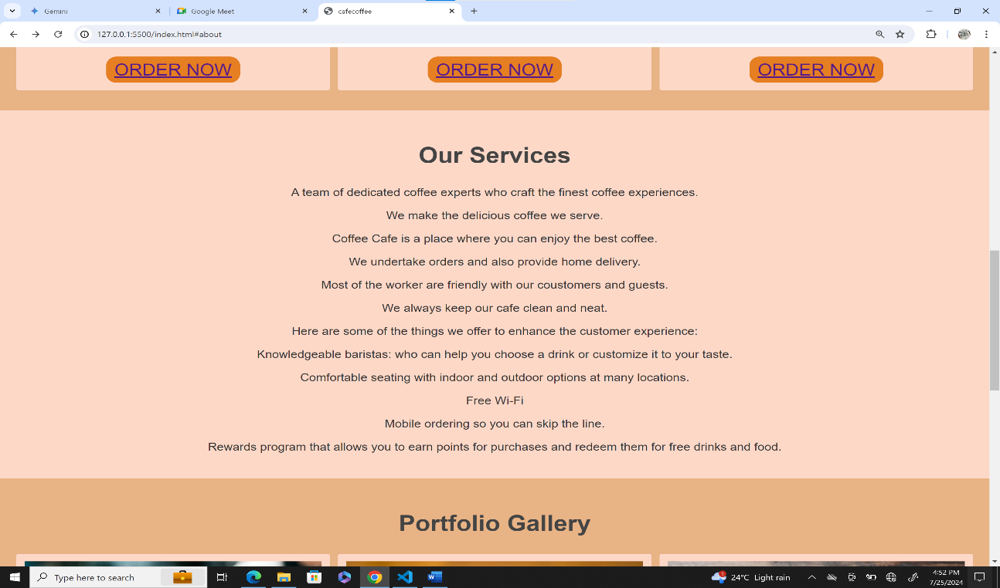 Gemini
Google Meet
cafecoffee
127.0.0.1:5500/index.html#about
ORDER NOW
ORDER NOW
ORDER NOW
Our Services
A team of dedicated coffee experts who craft the finest coffee experiences.
We make the delicious coffee we serve.
Coffee Cafe is a place where you can enjoy the best coffee.
We undertake orders and also provide home delivery.
Most of the worker are friendly with our coustomers and guests.
We always keep our cafe clean and neat.
Here are some of the things we offer to enhance the customer experience:
Knowledgeable baristas: who can help you choose a drink or customize it to your taste.
Comfortable seating with indoor and outdoor options at many locations.
Free Wi-Fi
Mobile ordering so you can skip the line.
Rewards program that allows you to earn points for purchases and redeem them for free drinks and food.
Portfolio Gallery
Type here to search
24°C Light rain
4:52 PM
7/25/2024